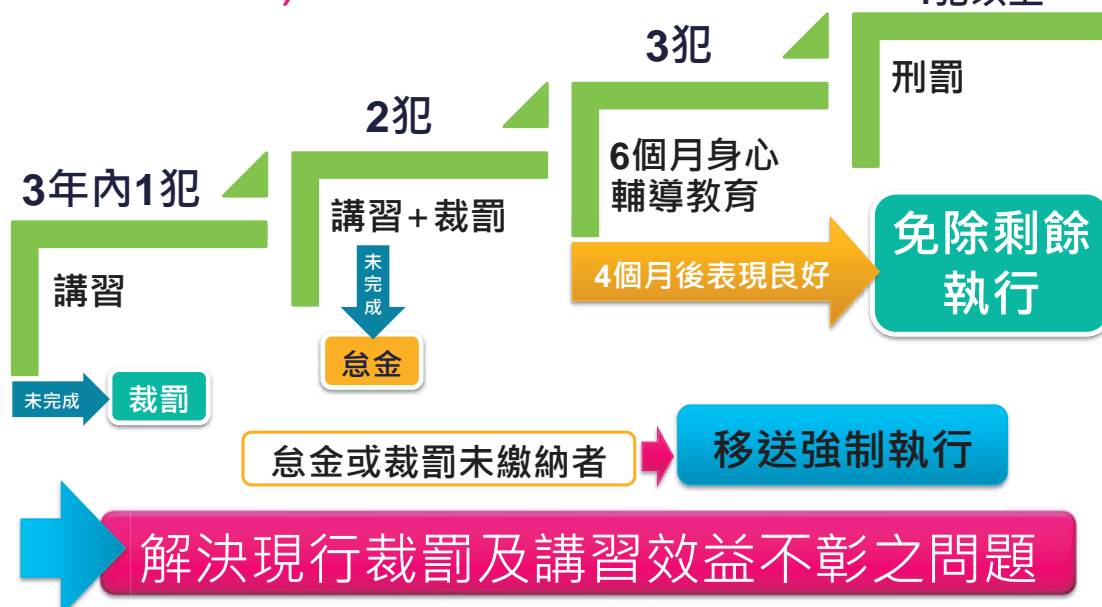 3犯
刑罰
2犯
6個月身心
輔導教育
3年內1犯
講習+裁罰
免除剩餘
執行
未完成
4個月後表現良好
講習
怠金
未完成
裁罰
怠金或裁罰未繳納者
移送強制執行
解決現行裁罰及講習效益不彰之問題